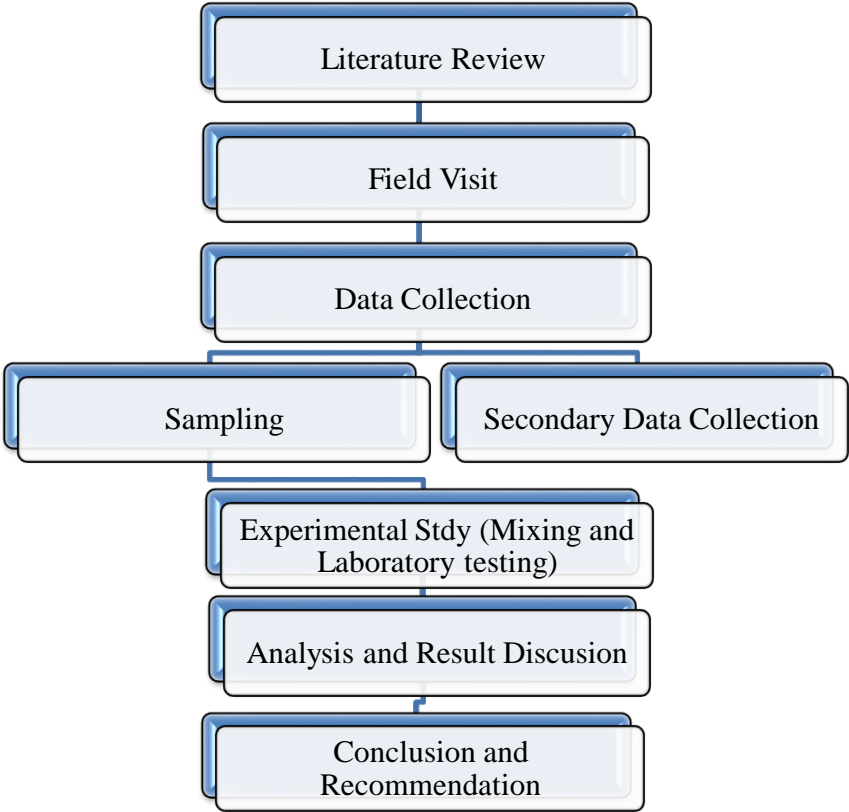 Literature Review
Field Visit
Data Collection
Sampling
Secondary Data Collection
Experimental Stdy (Mixing and
Laboratory testing)
Analysis and Result Discusion
Conclusion and
Recommendation